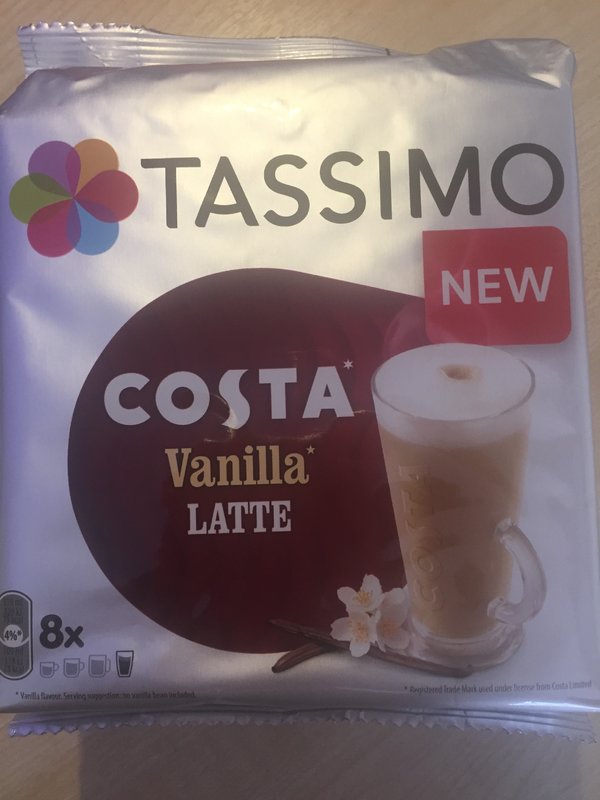 TASSIMO
NEW
COSTA*
Vanilla*
LATTE
4%*
8x
* Vanilla flavour. Serving suggestion: no vanilla bean included.
* Registered Trade Mark used under license from Costa Limited
COSTA